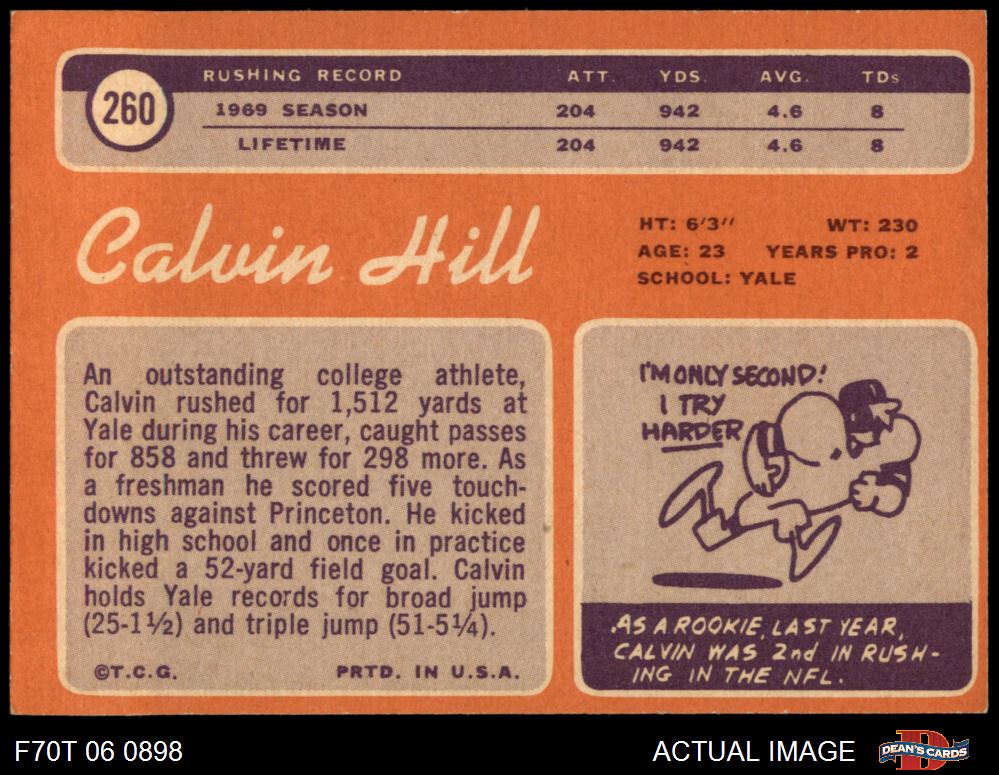 260
RUSHING RECORD ATT. YDS. AVG. TDs
1969 SEASON 204 942 4.6 8
LIFETIME 204 942 4.6 8
Calvin Hill
HT: 6'3" WT: 230
AGE: 23 YEARS PRO: 2
SCHOOL: YALE
An outstanding college athlete,
Calvin rushed for 1,512 yards at
Yale during his career, caught passes
for 858 and threw for 298 more. As
a freshman he scored five touch-
downs against Princeton. He kicked
in high school and once in practice
kicked a 52-yard field goal. Calvin
holds Yale records for broad jump
(25-1½) and triple jump (51-5¼).
©T.C.G. PRTD. IN U.S.A.
I'M ONLY SECOND!
I TRY
HARDER
AS A ROOKIE, LAST YEAR,
CALVIN WAS 2nd IN RUSH-
ING IN THE NFL.
F70T 06 0898 ACTUAL IMAGE
D
DEAN'S CARDS